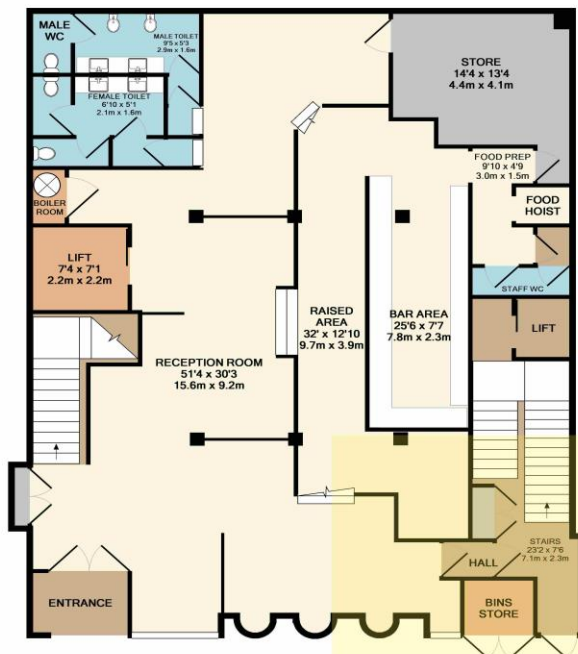 MALE
WC
MALE TOILET
9'5 x 5'3
2.9m x 1.6m
FEMALE TOILET
6'10 x 5'1
2.1m x 1.6m
STORE
14'4 x 13'4
4.4m x 4.1m
FOOD PREP
9'10 x 4'9
3.0m x 1.5m
FOOD
HOIST
BOILER
ROOM
LIFT
7'4 x 7'1
2.2m x 2.2m
STAFF WC
RAISED
AREA
32' x 12'10
9.7m x 3.9m
BAR AREA
25'6 x 7'7
7.8m x 2.3m
LIFT
RECEPTION ROOM
51'4 x 30'3
15.6m x 9.2m
STAIRS
23'2 x 7'6
7.1m x 2.3m
HALL
ENTRANCE
BINS
STORE